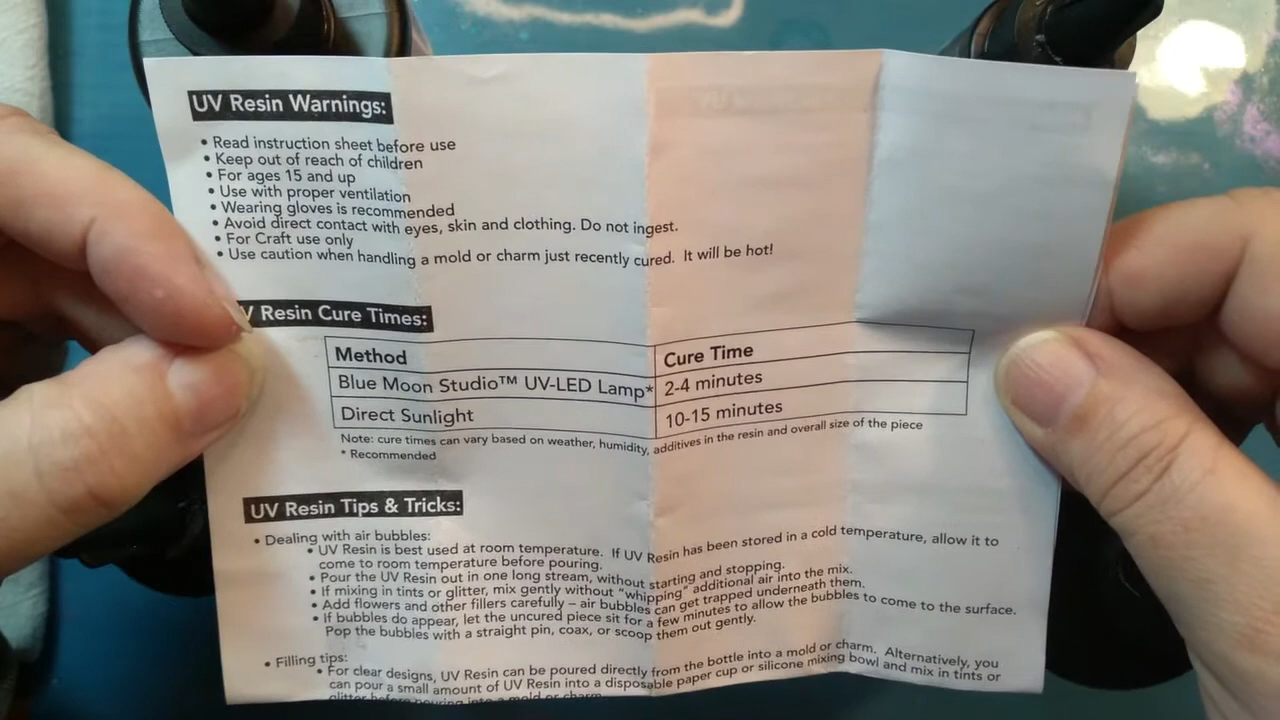 UV Resin Warnings:
• Read instruction sheet before use
• Keep out of reach of children
• For ages 15 and up
• Use with proper ventilation
• Wearing gloves is recommended
• Avoid direct contact with eyes, skin and clothing. Do not ingest.
• For Craft use only
• Use caution when handling a mold or charm just recently cured. It will be hot!
V Resin Cure Times:
Method Cure Time
Blue Moon Studio™ UV-LED Lamp* 2-4 minutes
Direct Sunlight 10-15 minutes
Note: cure times can vary based on weather, humidity, additives in the resin and overall size of the piece
* Recommended
UV Resin Tips & Tricks:
• Dealing with air bubbles:
• UV Resin is best used at room temperature. If UV Resin has been stored in a cold temperature, allow it to
come to room temperature before pouring.
• Pour the UV Resin out in one long stream, without starting and stopping.
• If mixing in tints or glitter, mix gently without "whipping" additional air into the mix.
• Add flowers and other fillers carefully – air bubbles can get trapped underneath them.
• If bubbles do appear, let the uncured piece sit for a few minutes to allow the bubbles to come to the surface.
Pop the bubbles with a straight pin, coax, or scoop them out gently.
• Filling tips:
• For clear designs, UV Resin can be poured directly from the bottle into a mold or charm. Alternatively, you
can pour a small amount of UV Resin into a disposable paper cup or silicone mixing bowl and mix in tints or
glitter before pouring into a mold or charm